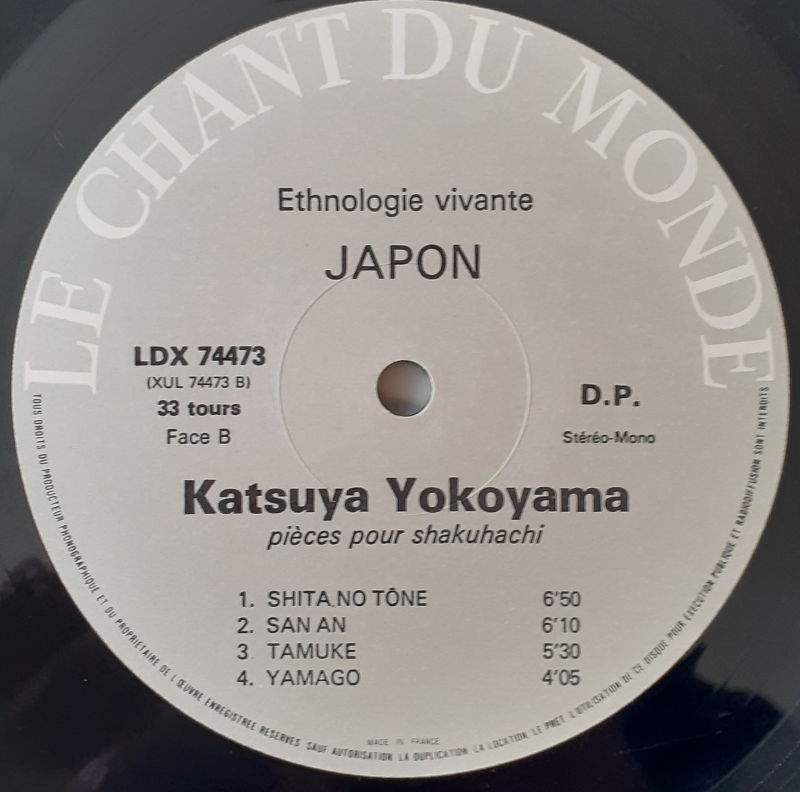 LE CHANT DU MONDE
Ethnologie vivante
JAPON
LDX 74473
(XUL 74473 B)
33 tours
Face B
D.P.
Stéréo-Mono
Katsuya Yokoyama
pièces pour shakuhachi
1. SHITA.NO TÔNE 6'50
2. SAN AN 6'10
3. TAMUKE 5'30
4. YAMAGO 4'05
MADE IN FRANCE
TOUS DROITS DU PRODUCTEUR PHONOGRAPHIQUE ET DU PROPRIETAIRE DE L'ŒUVRE ENREGISTREE RESERVES SAUF AUTORISATION LA DUPLICATION LA LOCATION LE PRET L'UTILISATION DE CE DISQUE POUR EXECUTION PUBLIQUE ET RADIODIFFUSION SONT INTERDITS